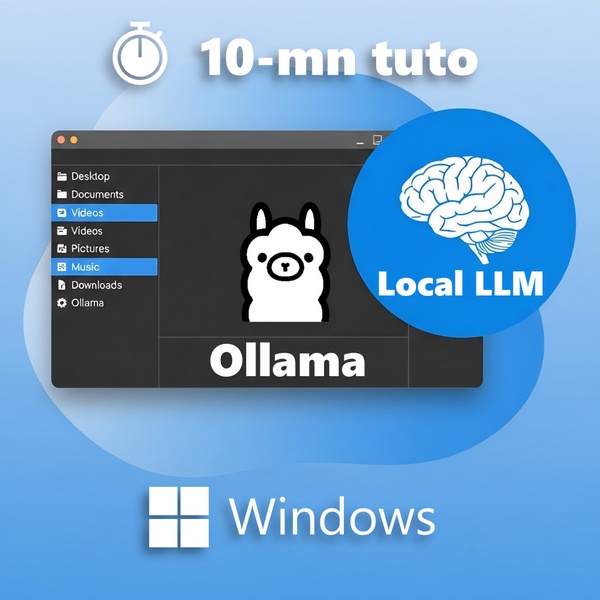 10-mn tuto
Desktop
Documents
Videos
Videos
Pictures
Music
Downloads
Ollama
Local LLM
Ollama
Windows